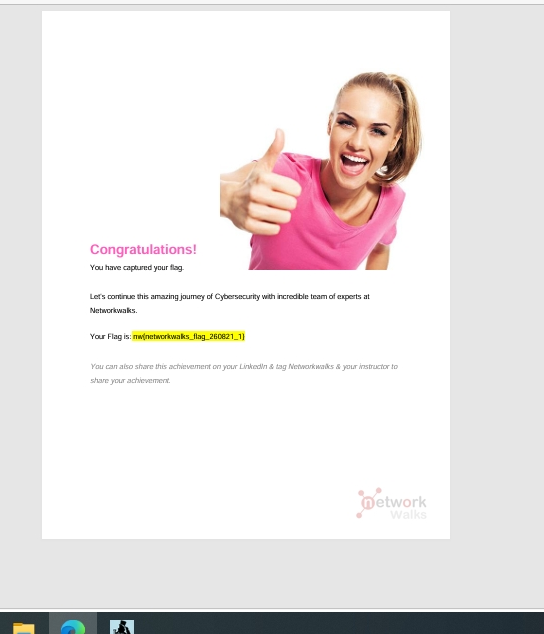 Congratulations!
You have captured your flag.
Let's continue this amazing journey of Cybersecurity with incredible team of experts at
Networkwalks.
Your Flag is: nw{networkwalks_flag_260821_1}
You can also share this achievement on your LinkedIn & tag Networkwalks & your instructor to
share your achievement.
network
Walks